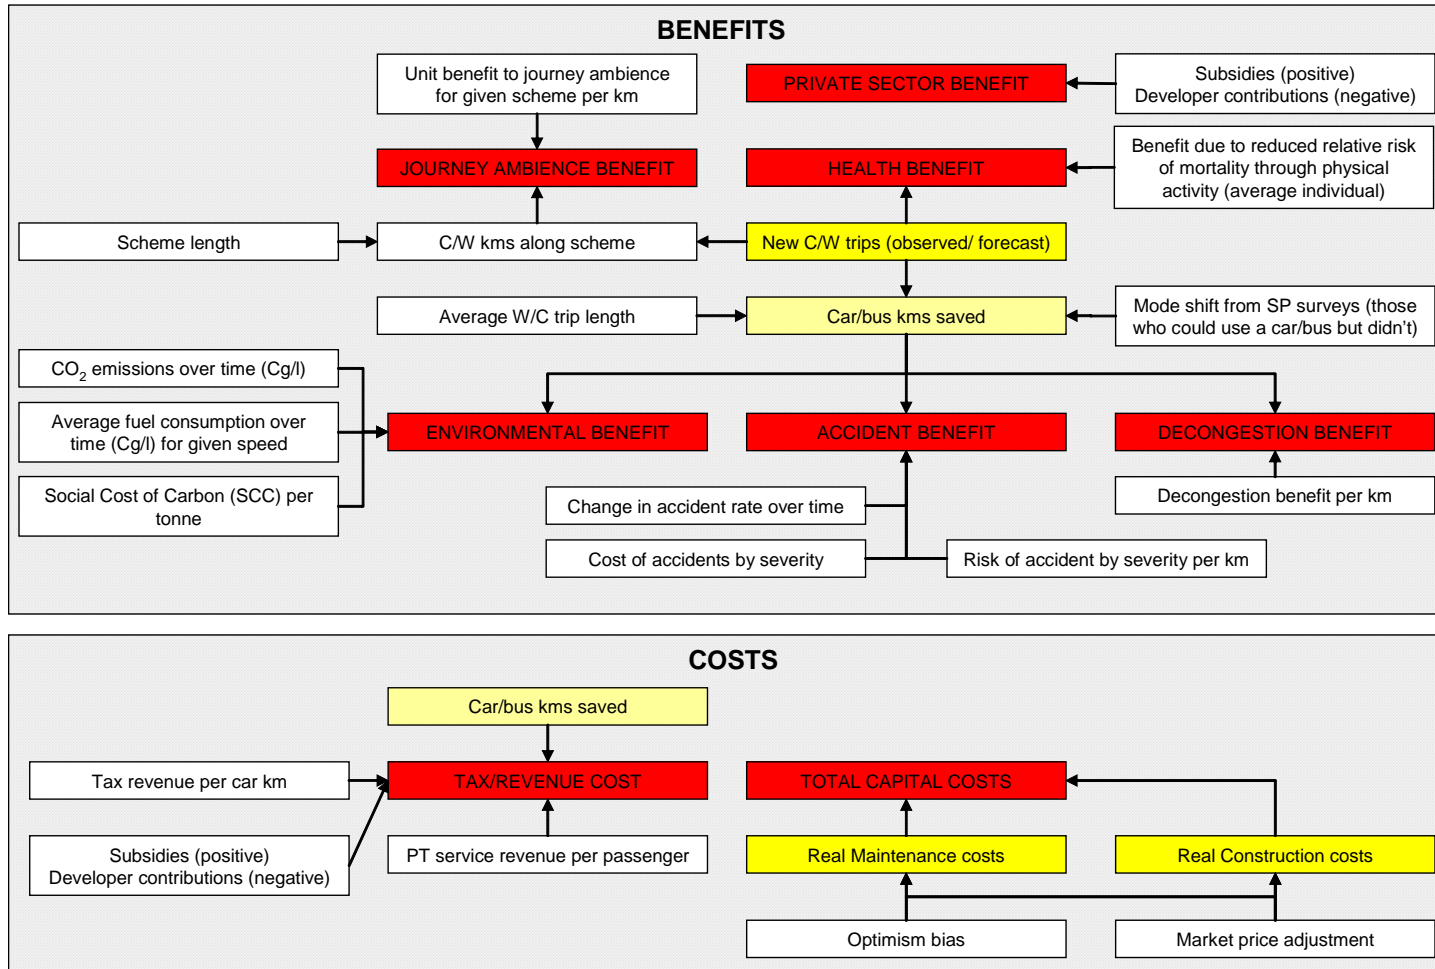 BENEFITS
Unit benefit to journey ambience
for given scheme per km
PRIVATE SECTOR BENEFIT
Subsidies (positive)
Developer contributions (negative)
JOURNEY AMBIENCE BENEFIT
HEALTH BENEFIT
Benefit due to reduced relative risk
of mortality through physical
activity (average individual)
Scheme length
C/W kms along scheme
New C/W trips (observed/ forecast)
Average W/C trip length
Car/bus kms saved
Mode shift from SP surveys (those
who could use a car/bus but didn't)
CO₂ emissions over time (Cg/l)
Average fuel consumption over
time (Cg/l) for given speed
ENVIRONMENTAL BENEFIT
ACCIDENT BENEFIT
DECONGESTION BENEFIT
Social Cost of Carbon (SCC) per
tonne
Change in accident rate over time
Decongestion benefit per km
Cost of accidents by severity
Risk of accident by severity per km
COSTS
Car/bus kms saved
Tax revenue per car km
TAX/REVENUE COST
TOTAL CAPITAL COSTS
Subsidies (positive)
Developer contributions (negative)
PT service revenue per passenger
Real Maintenance costs
Real Construction costs
Optimism bias
Market price adjustment